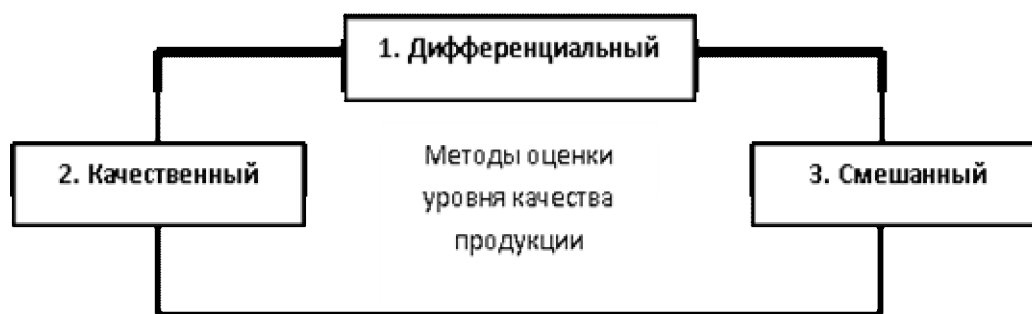 1. Дифференциальный
2. Качественный
Методы оценки
уровня качества
продукции
3. Смешанный